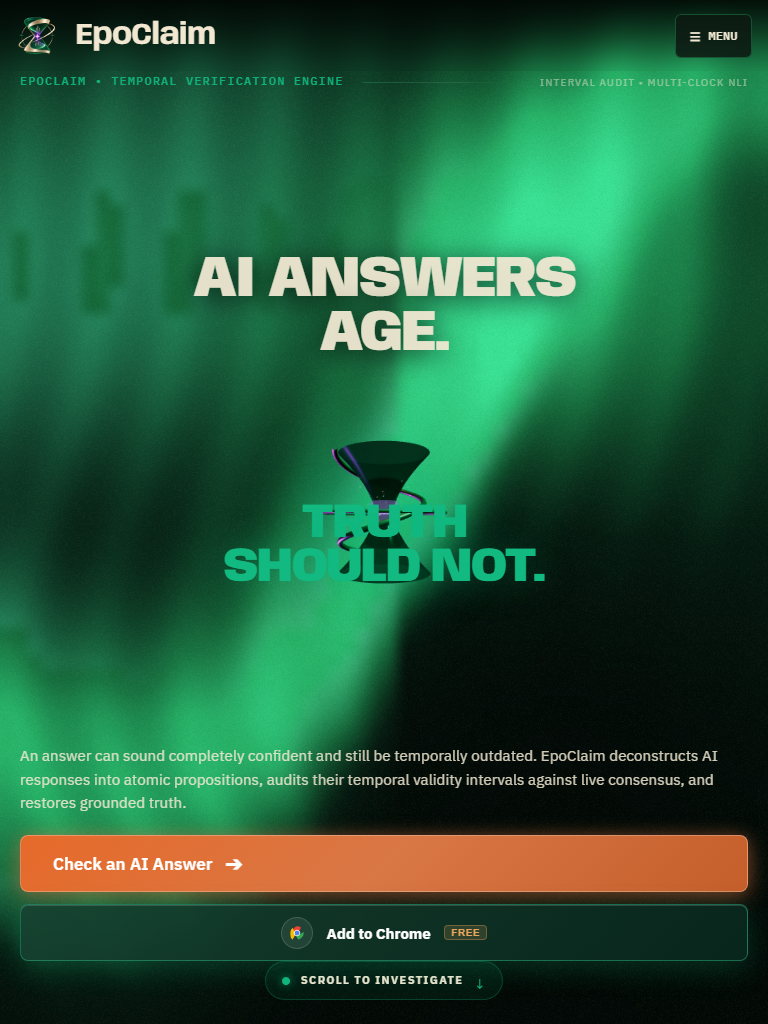 EpoClaim
☰ MENU
EPOCLAIM • TEMPORAL VERIFICATION ENGINE
INTERVAL AUDIT • MULTI-CLOCK NLI
AI ANSWERS
AGE.
TRUTH
SHOULD NOT.
An answer can sound completely confident and still be temporally outdated. EpoClaim deconstructs AI
responses into atomic propositions, audits their temporal validity intervals against live consensus, and
restores grounded truth.
Check an AI Answer ➔
Add to Chrome FREE
SCROLL TO INVESTIGATE ↓